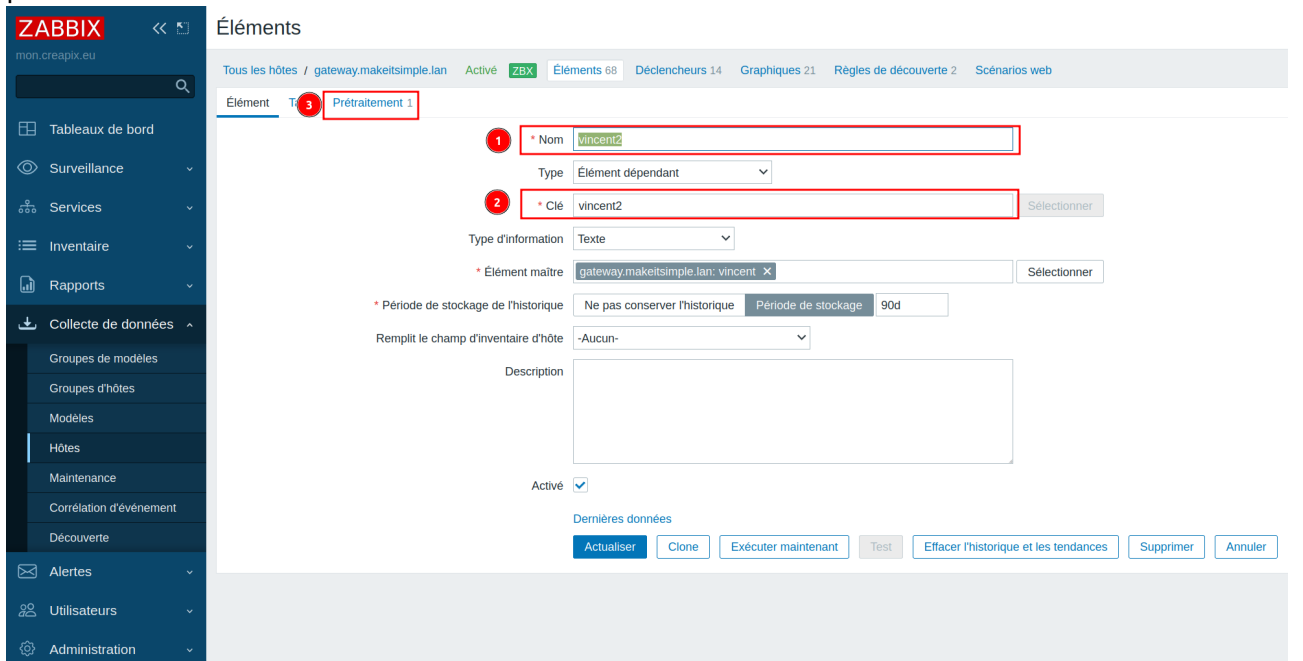 ZABBIX
mon.creapix.eu
Tableaux de bord
Surveillance
Services
Inventaire
Rapports
Collecte de données
Groupes de modèles
Groupes d'hôtes
Modèles
Hôtes
Maintenance
Corrélation d'événement
Découverte
Alertes
Utilisateurs
Administration
Éléments
Tous les hôtes / gateway.makeitsimple.lan Activé ZBX Éléments 68 Déclencheurs 14 Graphiques 21 Règles de découverte 2 Scénarios web
Élément 3 Prétraitement 1
1 * Nom vincent2
Type Élément dépendant
2 * Clé vincent2 Sélectionner
Type d'information Texte
* Élément maître gateway.makeitsimple.lan: vincent Sélectionner
* Période de stockage de l'historique Ne pas conserver l'historique Période de stockage 90d
Remplit le champ d'inventaire d'hôte -Aucun-
Description
Activé
Dernières données
Actualiser Clone Exécuter maintenant Test Effacer l'historique et les tendances Supprimer Annuler